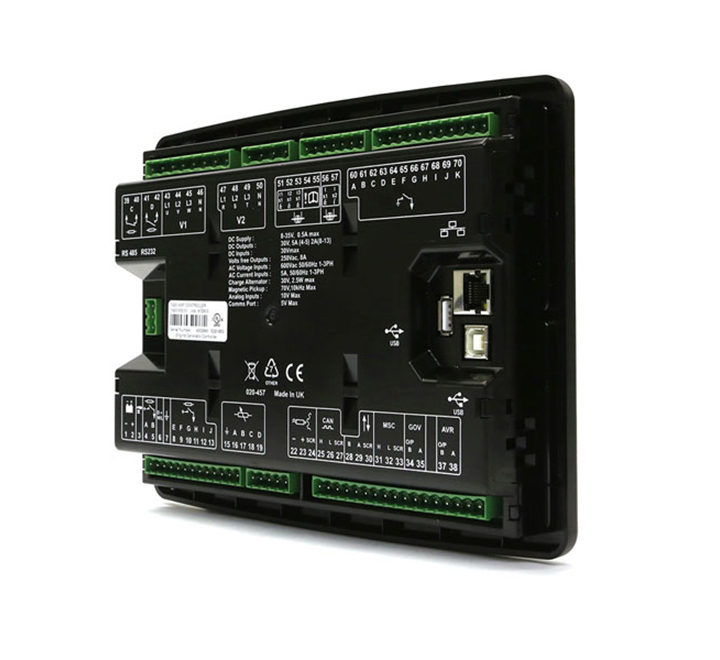 39 40 41 42 43 44 45 46
C D L1 L2 L3 N
U V W M
V1
47 48 49 50
L1 L2 L3 N
R S T N
V2
51 52 53 54 55 56 57
60 61 62 63 64 65 66 67 68 69 70
A B C D E F G H I J K
RS 485 RS232
DC Supply : 8-35V, 0.5A max
DC Outputs : 30V, 5A (4-5) 2A(8-13)
DC Inputs : 30Vmax
Volts free Outputs : 250Vac, 8A
AC Voltage Inputs : 600Vac 50/60Hz 1-3PH
AC Current Inputs : 5A, 50/60Hz 1-3PH
Charge Alternator : 30V, 2.5W max
Magnetic Pickup : 70V,10kHz Max
Analog Inputs : 10V Max
Comms Port : 5V Max
USB
OTHER
CE
020-457 Made In UK
USB
- +
1 2 3 4 5 6 7 8 9 10 11 12 13
A B
E F G H I J
A B C D
15 16 17 18 19
CAN MSC GOV AVR
- + SCR H L SCR B A SCR H L SCR O/P B A O/P B A
22 23 24 25 26 27 28 29 30 31 32 33 34 35 37 38